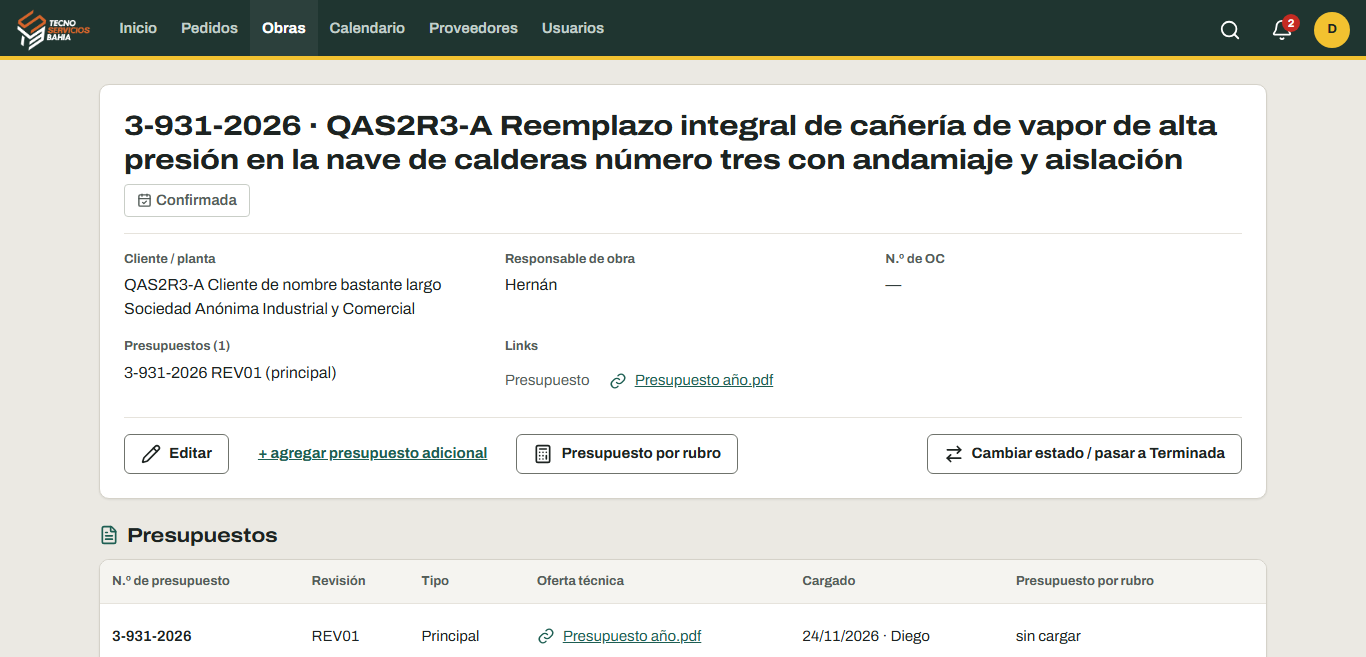 TECNO
SERVICIOS
BAHIA
Inicio
Pedidos
Obras
Calendario
Proveedores
Usuarios
2
D
3-931-2026 · QAS2R3-A Reemplazo integral de cañería de vapor de alta
presión en la nave de calderas número tres con andamiaje y aislación
Confirmada
Cliente / planta
QAS2R3-A Cliente de nombre bastante largo
Sociedad Anónima Industrial y Comercial
Responsable de obra
Hernán
N.º de OC
—
Presupuestos (1)
3-931-2026 REV01 (principal)
Links
Presupuesto Presupuesto año.pdf
Editar
+ agregar presupuesto adicional
Presupuesto por rubro
Cambiar estado / pasar a Terminada
Presupuestos
N.º de presupuesto Revisión Tipo Oferta técnica Cargado Presupuesto por rubro
3-931-2026 REV01 Principal Presupuesto año.pdf 24/11/2026 · Diego sin cargar